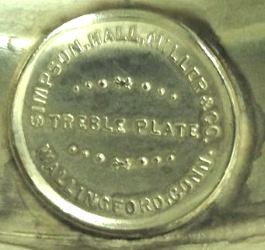 SIMPSON, HALL, MILLER & CO.
TREBLE PLATE
WALLINGFORD, CONN.